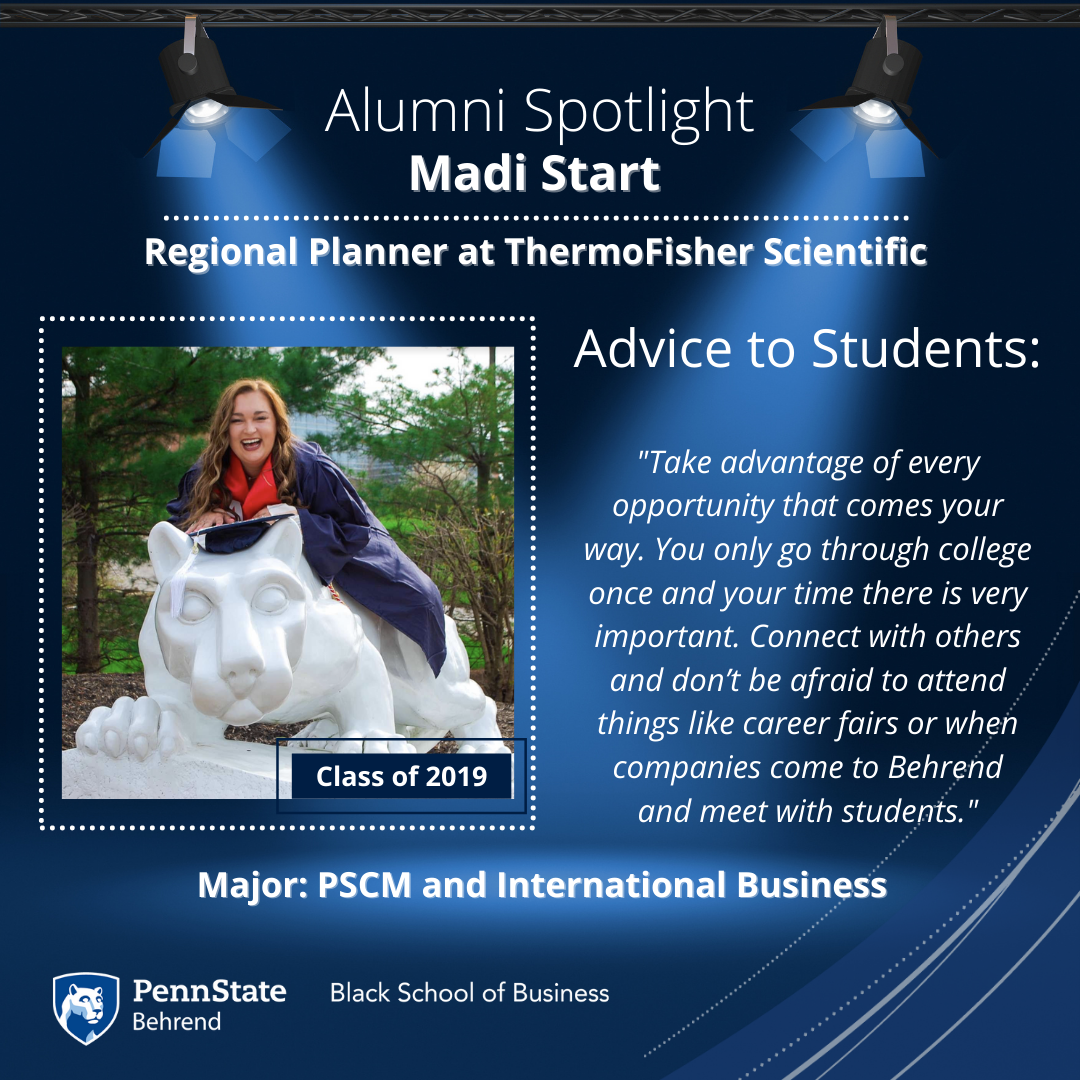 Alumni Spotlight
Madi Start
Regional Planner at ThermoFisher Scientific
Advice to Students:
"Take advantage of every
opportunity that comes your
way. You only go through college
once and your time there is very
important. Connect with others
and don’t be afraid to attend
things like career fairs or when
companies come to Behrend
and meet with students."
Class of 2019
Major: PSCM and International Business
PennState
Behrend
Black School of Business